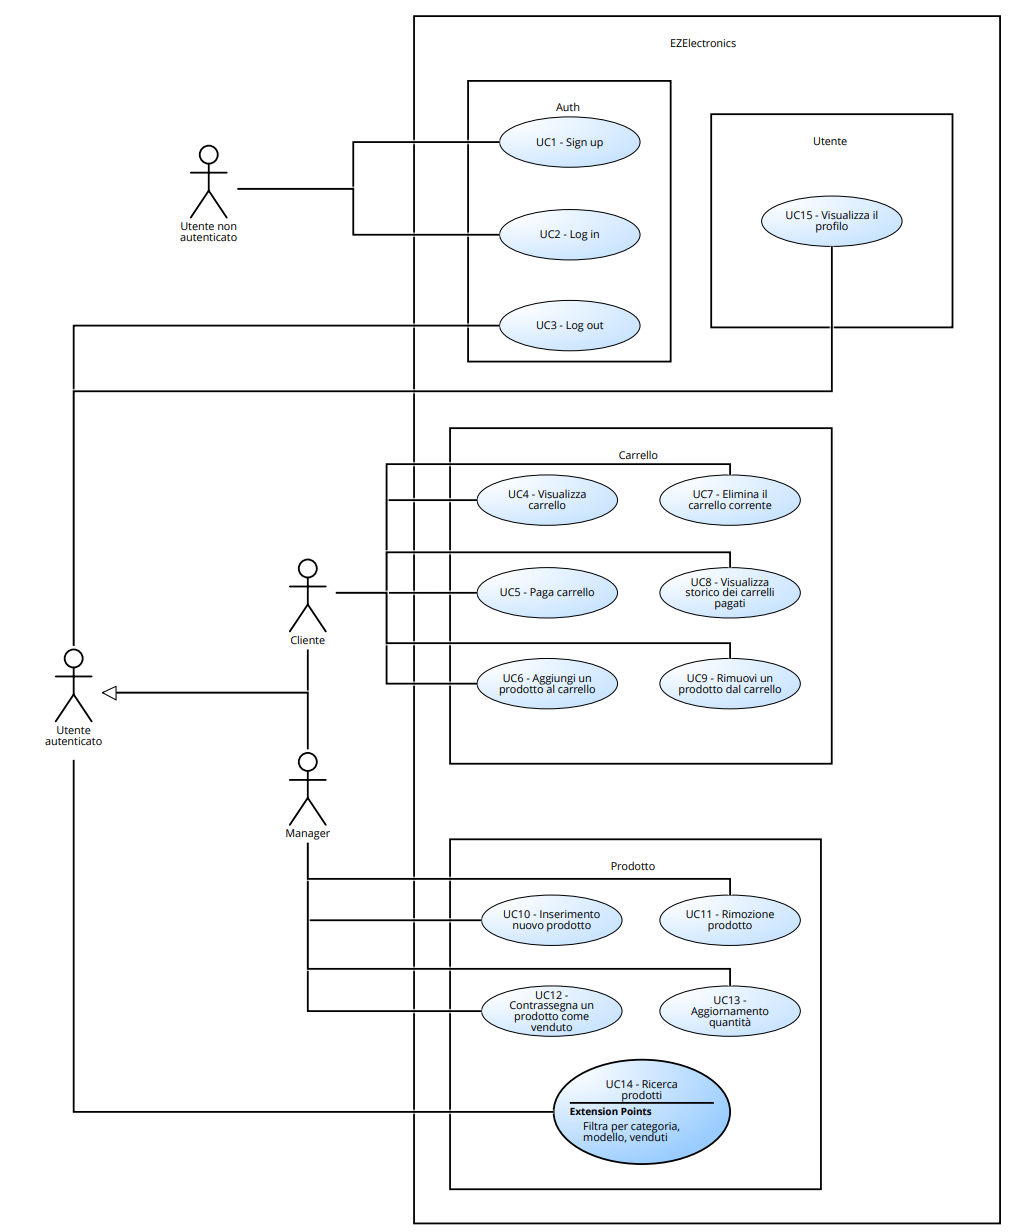 EZElectronics
Auth
UC1 - Sign up
Utente
UC15 - Visualizza il
profilo
Utente non
autenticato
UC2 - Log in
UC3 - Log out
Carrello
UC4 - Visualizza
carrello
UC7 - Elimina il
carrello corrente
UC5 - Paga carrello
UC8 - Visualizza
storico dei carrelli
pagati
Cliente
UC6 - Aggiungi un
prodotto al carrello
UC9 - Rimuovi un
prodotto dal carrello
Utente
autenticato
Manager
Prodotto
UC10 - Inserimento
nuovo prodotto
UC11 - Rimozione
prodotto
UC12 -
Contrassegna un
prodotto come
venduto
UC13 -
Aggiornamento
quantità
UC14 - Ricerca
prodotti
Extension Points
Filtra per categoria,
modello, venduti